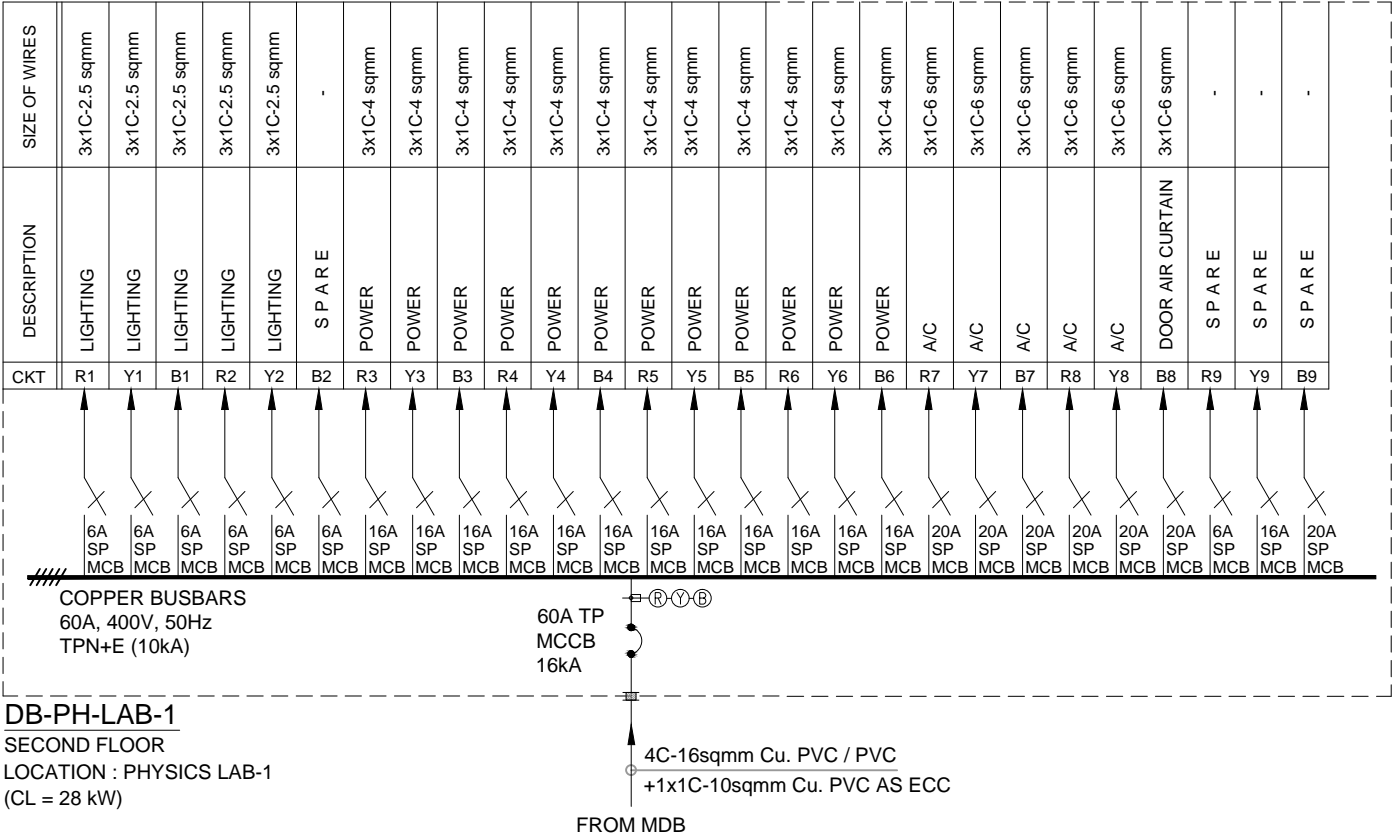 SIZE OF WIRES
3x1C-2.5 sqmm
3x1C-2.5 sqmm
3x1C-2.5 sqmm
3x1C-2.5 sqmm
3x1C-2.5 sqmm
-
3x1C-4 sqmm
3x1C-4 sqmm
3x1C-4 sqmm
3x1C-4 sqmm
3x1C-4 sqmm
3x1C-4 sqmm
3x1C-4 sqmm
3x1C-4 sqmm
3x1C-4 sqmm
3x1C-4 sqmm
3x1C-4 sqmm
3x1C-4 sqmm
3x1C-6 sqmm
3x1C-6 sqmm
3x1C-6 sqmm
3x1C-6 sqmm
3x1C-6 sqmm
3x1C-6 sqmm
-
-
-
DESCRIPTION
LIGHTING
LIGHTING
LIGHTING
LIGHTING
LIGHTING
S P A R E
POWER
POWER
POWER
POWER
POWER
POWER
POWER
POWER
POWER
POWER
POWER
POWER
A/C
A/C
A/C
A/C
A/C
DOOR AIR CURTAIN
S P A R E
S P A R E
S P A R E
CKT R1 Y1 B1 R2 Y2 B2 R3 Y3 B3 R4 Y4 B4 R5 Y5 B5 R6 Y6 B6 R7 Y7 B7 R8 Y8 B8 R9 Y9 B9
6A 6A 6A 6A 6A 6A 16A 16A 16A 16A 16A 16A 16A 16A 16A 16A 16A 16A 20A 20A 20A 20A 20A 20A 6A 16A 20A
SP SP SP SP SP SP SP SP SP SP SP SP SP SP SP SP SP SP SP SP SP SP SP SP SP SP SP
MCB MCB MCB MCB MCB MCB MCB MCB MCB MCB MCB MCB MCB MCB MCB MCB MCB MCB MCB MCB MCB MCB MCB MCB MCB MCB MCB
COPPER BUSBARS
60A, 400V, 50Hz
TPN+E (10kA)
R Y B
60A TP
MCCB
16kA
DB-PH-LAB-1
SECOND FLOOR
LOCATION : PHYSICS LAB-1
(CL = 28 kW)
4C-16sqmm Cu. PVC / PVC
+1x1C-10sqmm Cu. PVC AS ECC
FROM MDB